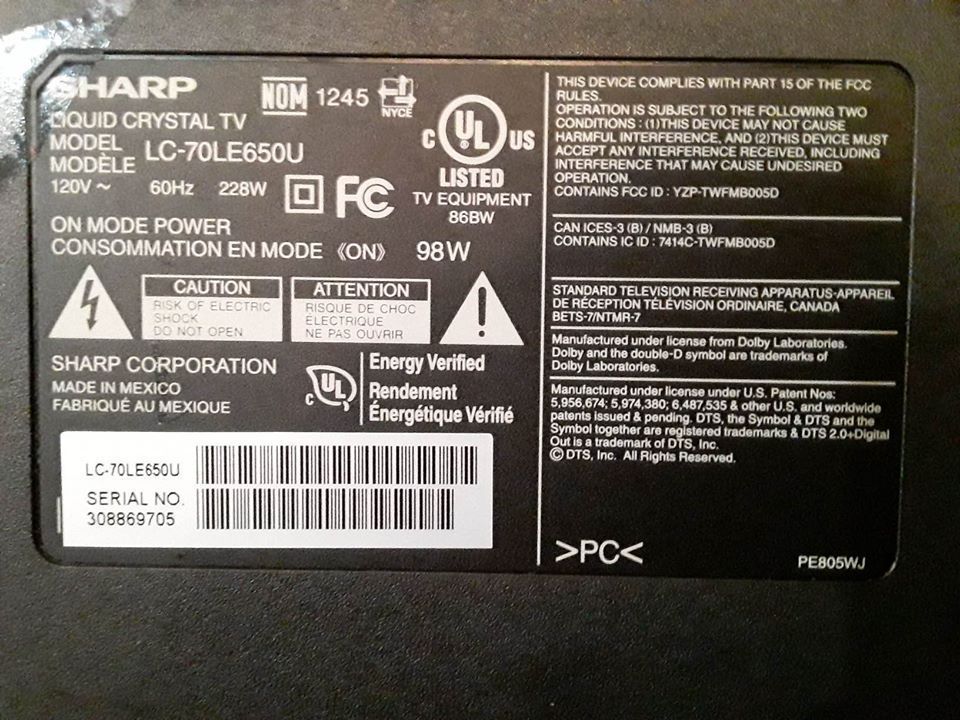 SHARP
NOM 1245 NYCE
LIQUID CRYSTAL TV
MODEL
MODÈLE LC-70LE650U
120V ~ 60Hz 228W FC
C UL US
LISTED
TV EQUIPMENT
86BW
ON MODE POWER
CONSOMMATION EN MODE 《ON》 98W
CAUTION
RISK OF ELECTRIC
SHOCK
DO NOT OPEN
ATTENTION
RISQUE DE CHOC
ÉLECTRIQUE
NE PAS OUVRIR
SHARP CORPORATION
MADE IN MEXICO
FABRIQUÉ AU MEXIQUE
C UL
Energy Verified
Rendement
Énergétique Vérifié
LC-70LE650U
SERIAL NO.
308869705
THIS DEVICE COMPLIES WITH PART 15 OF THE FCC
RULES.
OPERATION IS SUBJECT TO THE FOLLOWING TWO
CONDITIONS : (1)THIS DEVICE MAY NOT CAUSE
HARMFUL INTERFERENCE, AND (2)THIS DEVICE MUST
ACCEPT ANY INTERFERENCE RECEIVED, INCLUDING
INTERFERENCE THAT MAY CAUSE UNDESIRED
OPERATION.
CONTAINS FCC ID : YZP-TWFMB005D
CAN ICES-3 (B) / NMB-3 (B)
CONTAINS IC ID : 7414C-TWFMB005D
STANDARD TELEVISION RECEIVING APPARATUS-APPAREIL
DE RÉCEPTION TÉLÉVISION ORDINAIRE, CANADA
BETS-7/NTMR-7
Manufactured under license from Dolby Laboratories.
Dolby and the double-D symbol are trademarks of
Dolby Laboratories.
Manufactured under license under U.S. Patent Nos:
5,956,674; 5,974,380; 6,487,535 & other U.S. and worldwide
patents issued & pending. DTS, the Symbol & DTS and the
Symbol together are registered trademarks & DTS 2.0+Digital
Out is a trademark of DTS, Inc.
© DTS, Inc. All Rights Reserved.
>PC<
PE805WJ